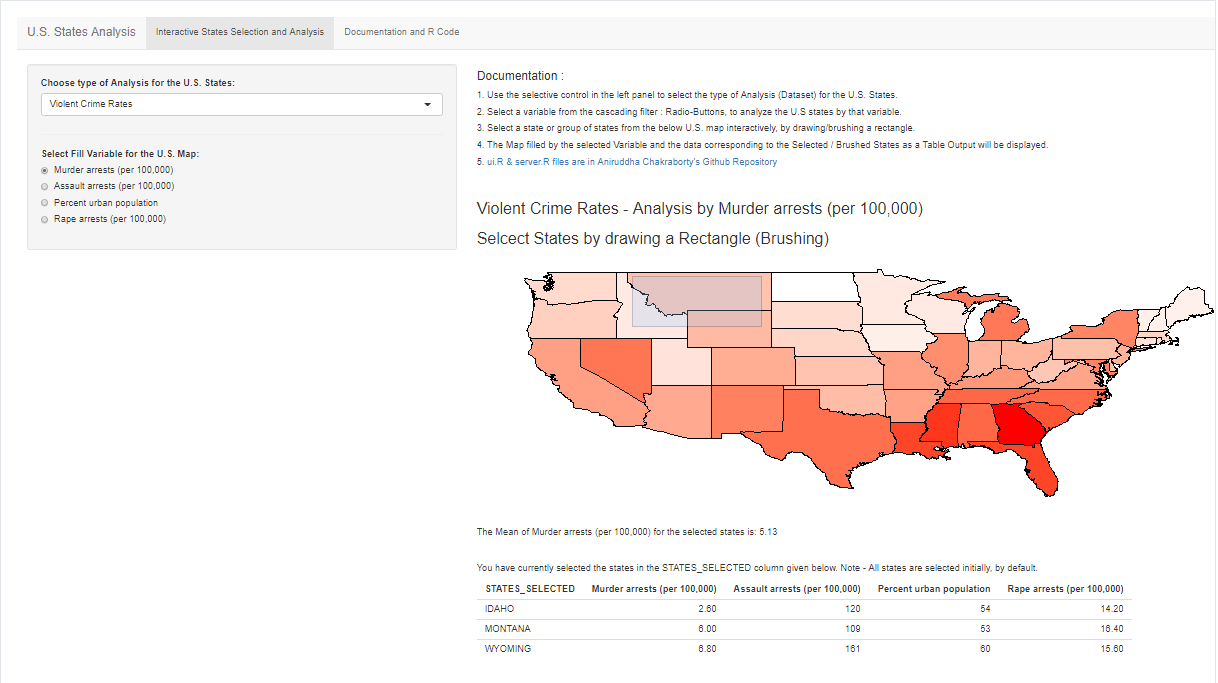 U.S. States Analysis Interactive States Selection and Analysis Documentation and R Code
Choose type of Analysis for the U.S. States:
Violent Crime Rates
Select Fill Variable for the U.S. Map:
Murder arrests (per 100,000)
Assault arrests (per 100,000)
Percent urban population
Rape arrests (per 100,000)
Documentation :
1. Use the selective control in the left panel to select the type of Analysis (Dataset) for the U.S. States.
2. Select a variable from the cascading filter : Radio-Buttons, to analyze the U.S states by that variable.
3. Select a state or group of states from the below U.S. map interactively, by drawing/brushing a rectangle.
4. The Map filled by the selected Variable and the data corresponding to the Selected / Brushed States as a Table Output will be displayed.
5. ui.R & server.R files are in Aniruddha Chakraborty's Github Repository
Violent Crime Rates - Analysis by Murder arrests (per 100,000)
Selcect States by drawing a Rectangle (Brushing)
The Mean of Murder arrests (per 100,000) for the selected states is: 5.13
You have currently selected the states in the STATES_SELECTED column given below. Note - All states are selected initially, by default.
STATES_SELECTED Murder arrests (per 100,000) Assault arrests (per 100,000) Percent urban population Rape arrests (per 100,000)
IDAHO 2.60 120 54 14.20
MONTANA 6.00 109 53 16.40
WYOMING 6.80 161 60 15.60